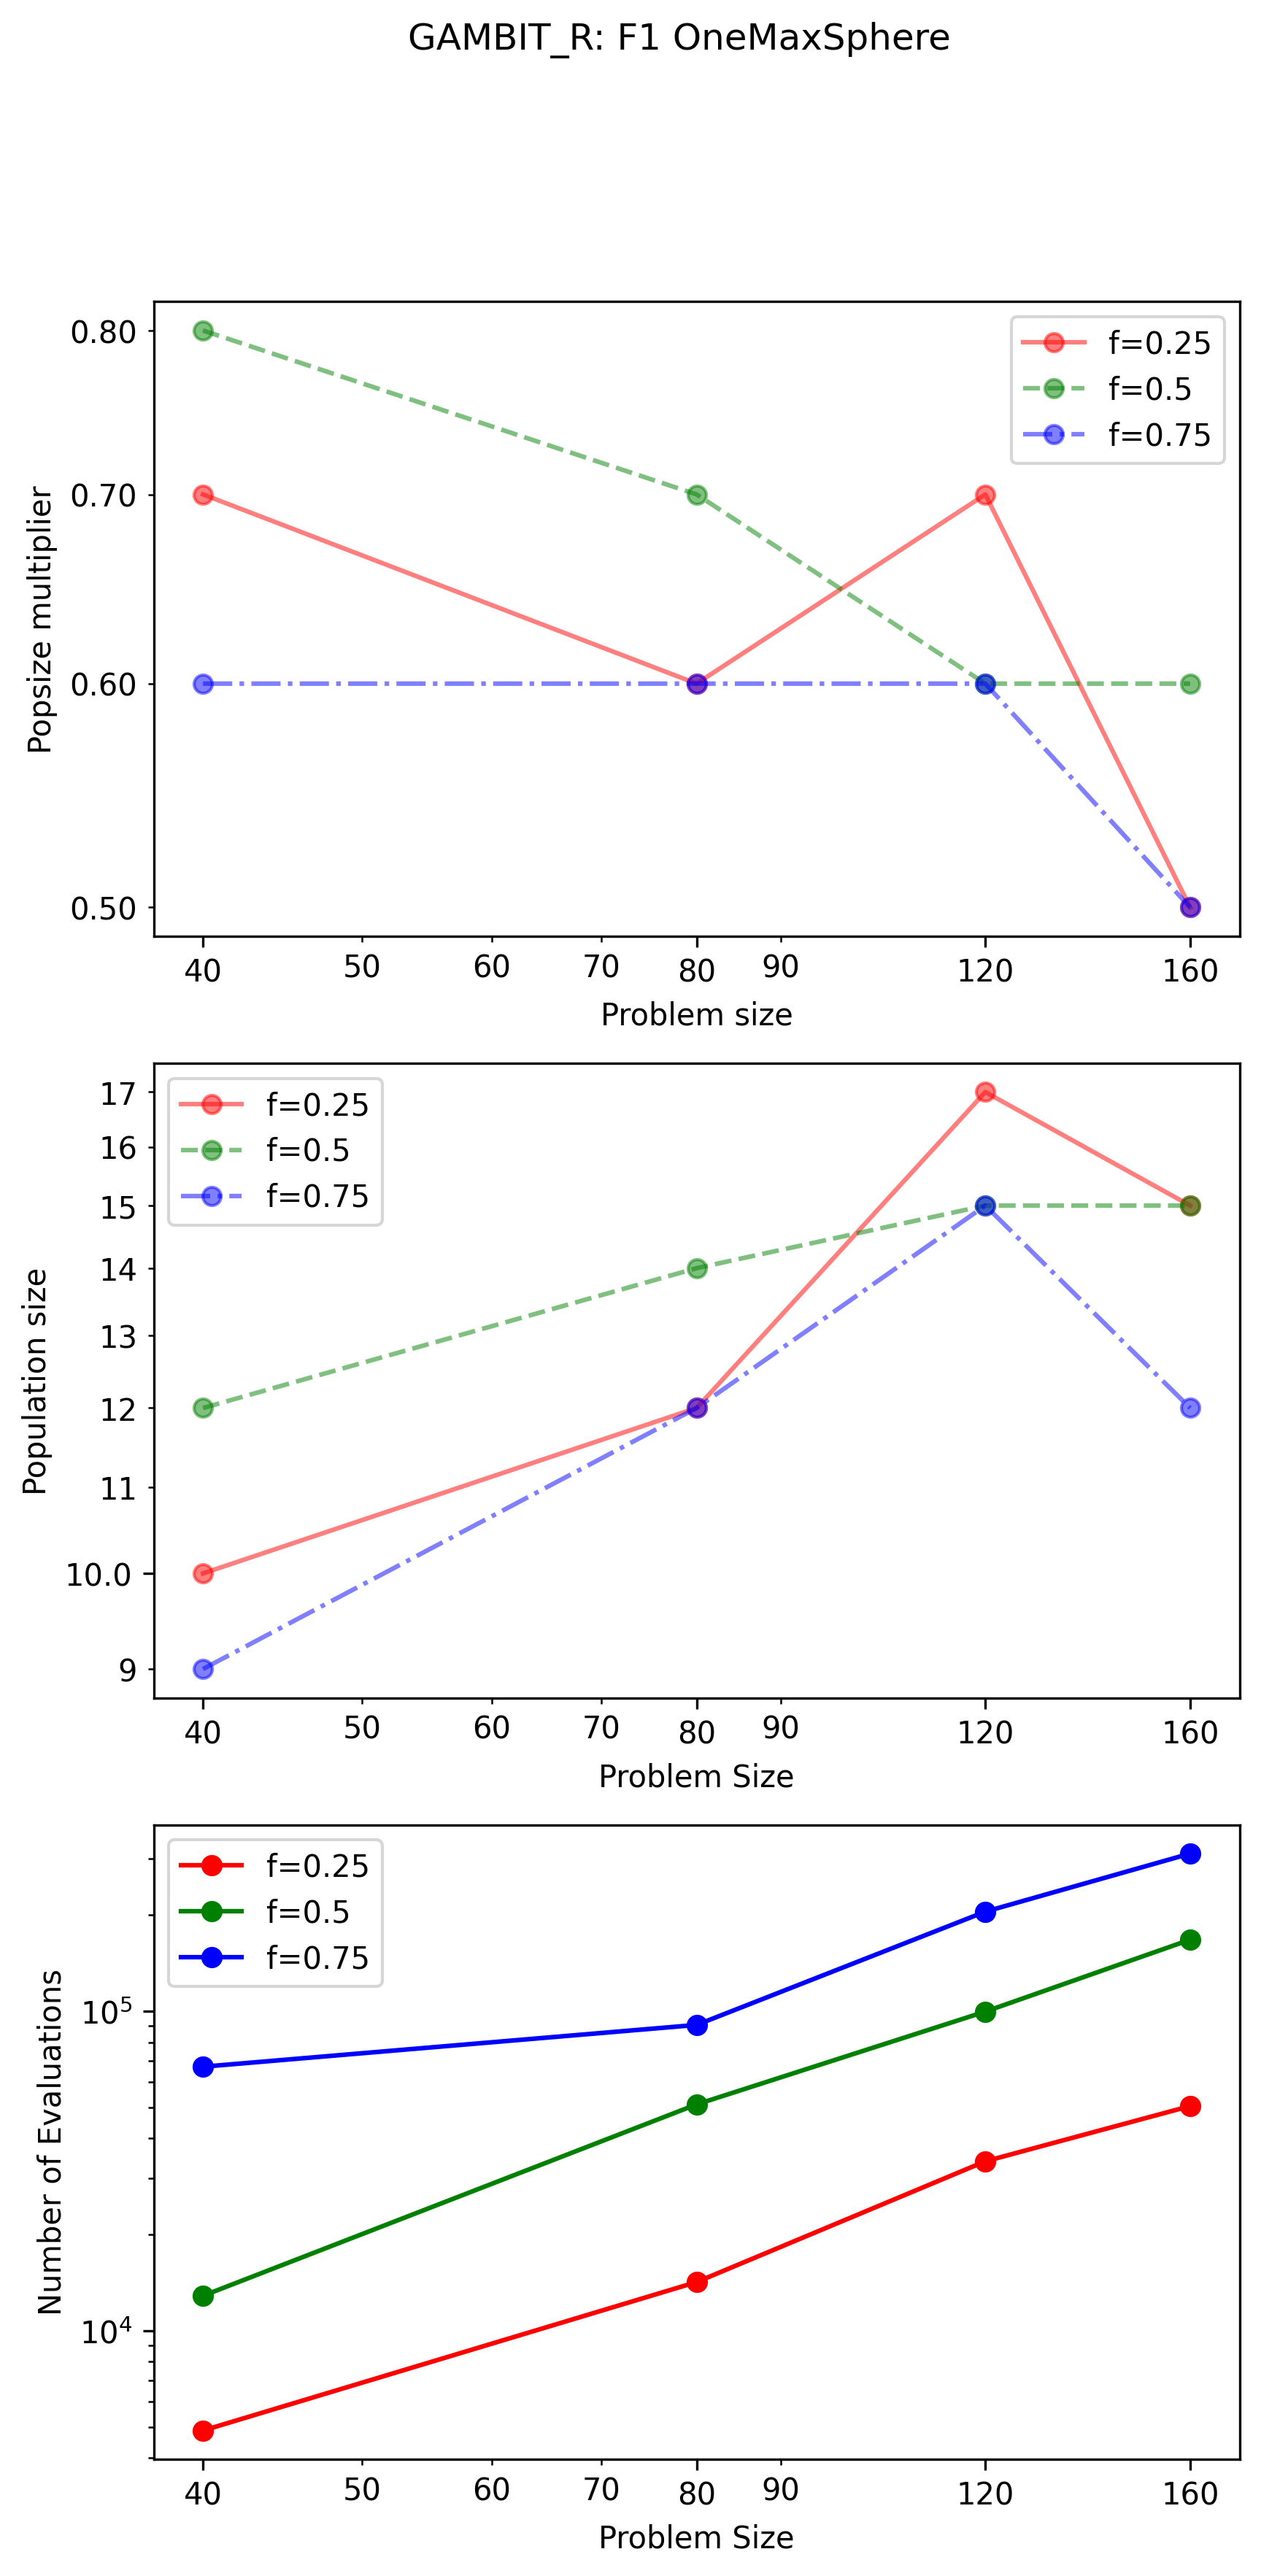 GAMBIT_R: F1 OneMaxSphere
0.80
0.70
0.60
0.50
Popsize multiplier
f=0.25
f=0.5
f=0.75
40 50 60 70 80 90 120 160
Problem size
17
16
15
14
13
12
11
10.0
9
Population size
f=0.25
f=0.5
f=0.75
40 50 60 70 80 90 120 160
Problem Size
10⁵
10⁴
Number of Evaluations
f=0.25
f=0.5
f=0.75
40 50 60 70 80 90 120 160
Problem Size